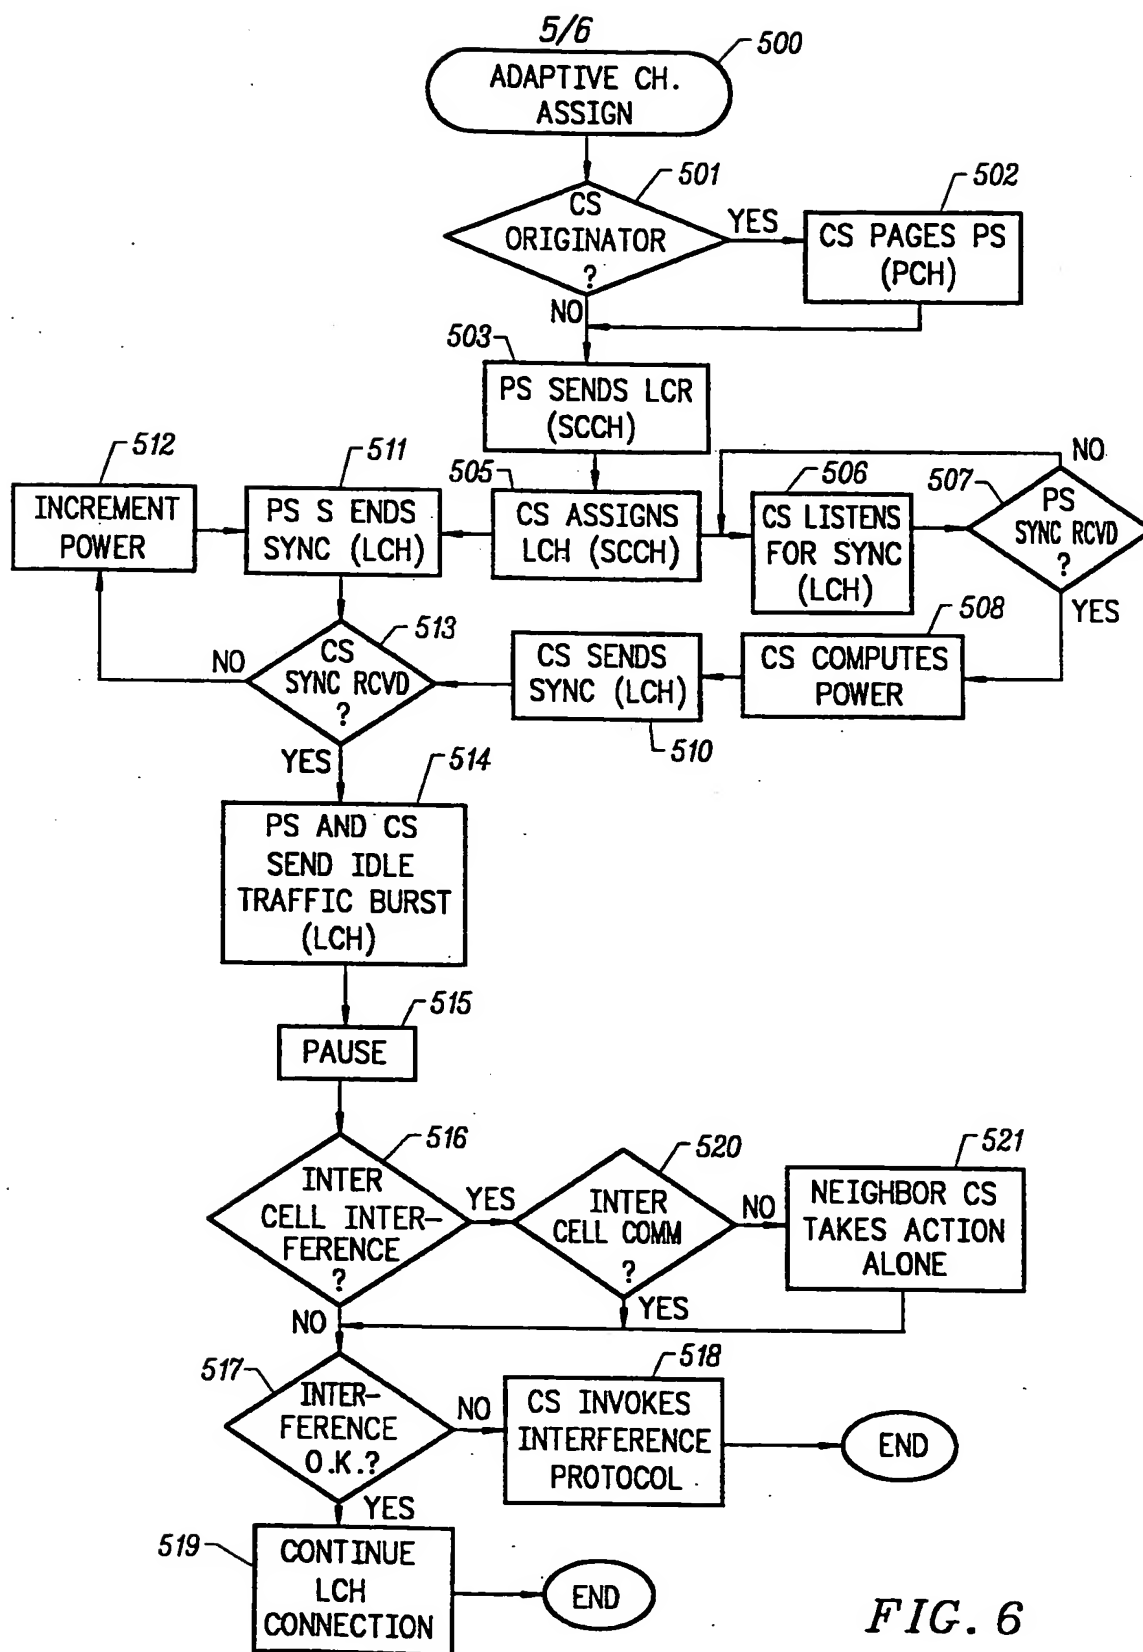 5/6
500
ADAPTIVE CH.
ASSIGN
501
CS
ORIGINATOR
?
YES
NO
502
CS PAGES PS
(PCH)
503
PS SENDS LCR
(SCCH)
512
INCREMENT
POWER
511
PS S ENDS
SYNC (LCH)
505
CS ASSIGNS
LCH (SCCH)
506
CS LISTENS
FOR SYNC
(LCH)
NO
507
PS
SYNC RCVD
?
YES
513
CS
SYNC RCVD
?
NO
YES
CS SENDS
SYNC (LCH)
510
508
CS COMPUTES
POWER
514
PS AND CS
SEND IDLE
TRAFFIC BURST
(LCH)
515
PAUSE
516
INTER
CELL INTER-
FERENCE
?
YES
NO
520
INTER
CELL COMM
?
NO
YES
521
NEIGHBOR CS
TAKES ACTION
ALONE
517
INTER-
FERENCE
O.K.?
NO
YES
518
CS INVOKES
INTERFERENCE
PROTOCOL
END
519
CONTINUE
LCH
CONNECTION
END
FIG. 6